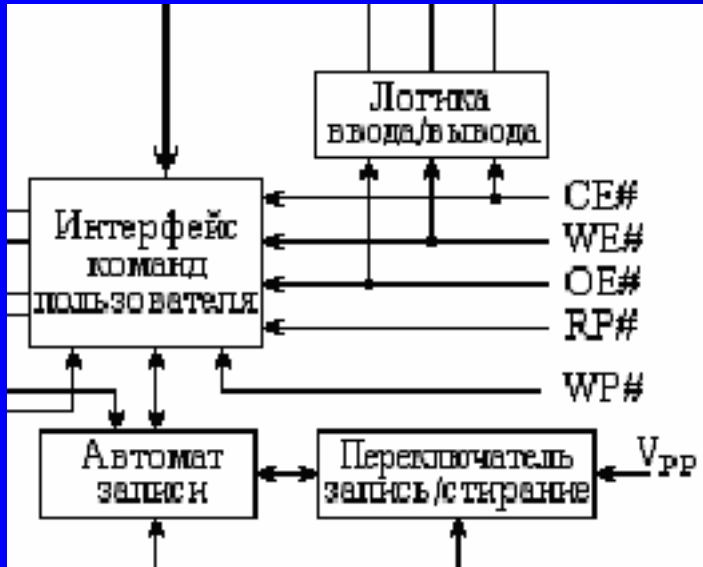 Логика
ввода/вывода
CE#
Интерфейс
WE#
команд
OE#
пользователя
RP#
WP#
Автомат
записи
Переключатель
запись/стирание
VPP